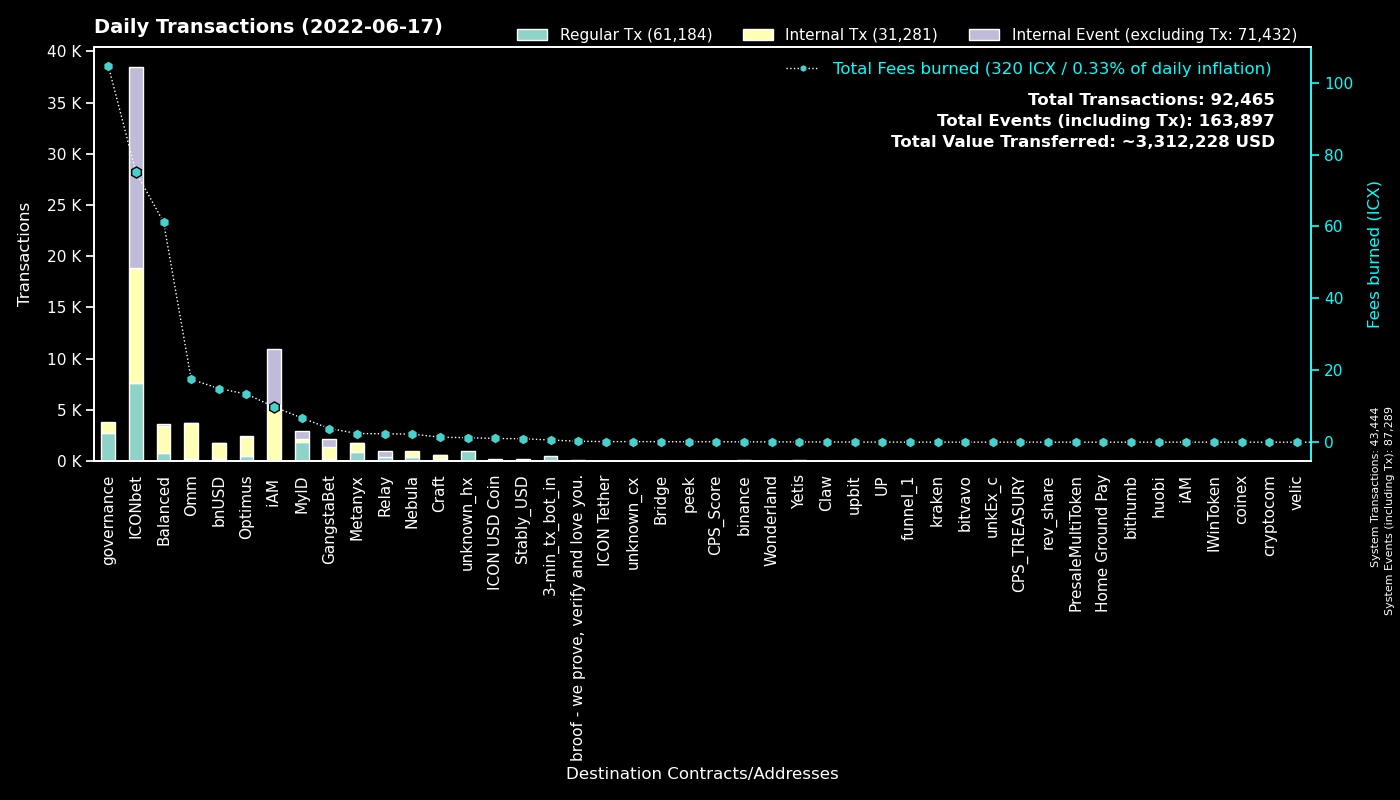 Daily Transactions (2022-06-17)
Regular Tx (61,184)
Internal Tx (31,281)
Internal Event (excluding Tx: 71,432)
Total Fees burned (320 ICX / 0.33% of daily inflation)
Total Transactions: 92,465
Total Events (including Tx): 163,897
Total Value Transferred: ~3,312,228 USD
Transactions
40 K
35 K
30 K
25 K
20 K
15 K
10 K
5 K
0 K
100
80
60
40
20
0
Fees burned (ICX)
System Transactions: 43,444
System Events (including Tx): 87,289
governance
ICONbet
Balanced
Omm
bnUSD
Optimus
iAM
MyID
GangstaBet
Metanyx
Relay
Nebula
Craft
unknown_hx
ICON USD Coin
Stably_USD
3-min_tx_bot_in
broof - we prove, verify and love you.
ICON Tether
unknown_cx
Bridge
peek
CPS_Score
binance
Wonderland
Yetis
Claw
upbit
UP
funnel_1
kraken
bitvavo
unkEx_c
CPS_TREASURY
rev_share
PresaleMultiToken
Home Ground Pay
bithumb
huobi
iAM
IWinToken
coinex
cryptocom
velic
Destination Contracts/Addresses